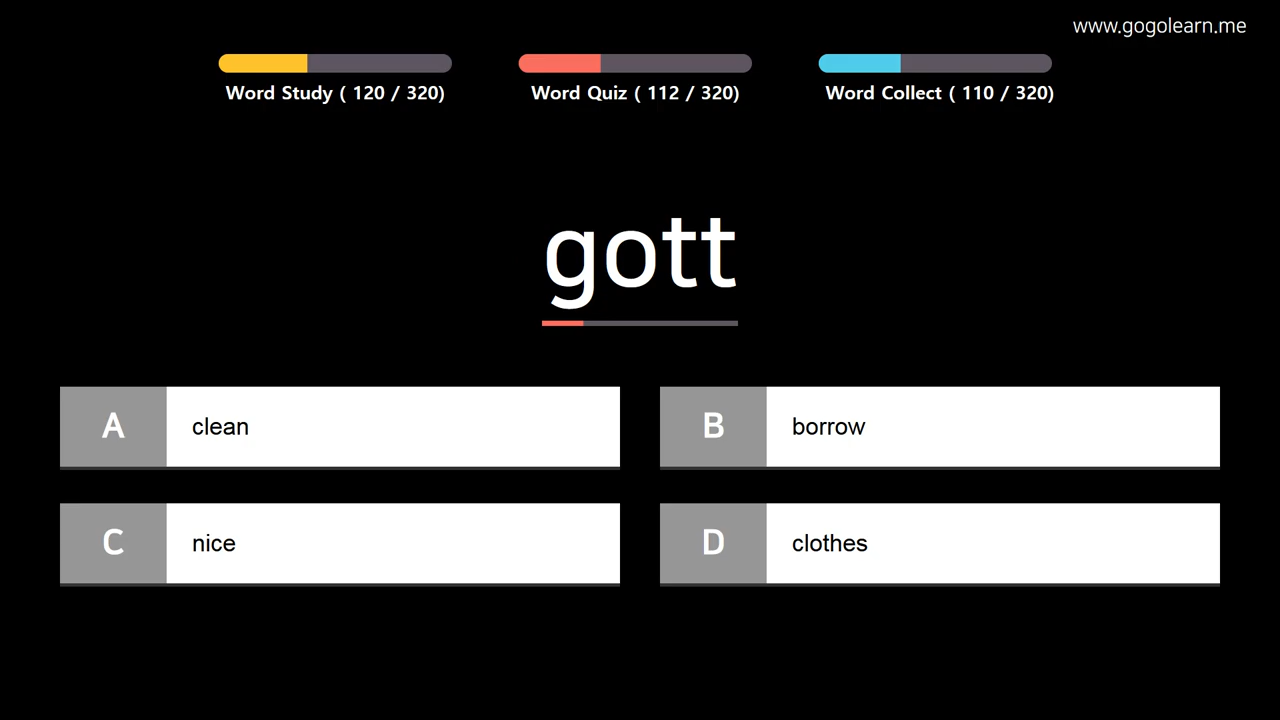 www.gogolearn.me
Word Study ( 120 / 320)
Word Quiz ( 112 / 320)
Word Collect ( 110 / 320)
gott
A clean
B borrow
C nice
D clothes